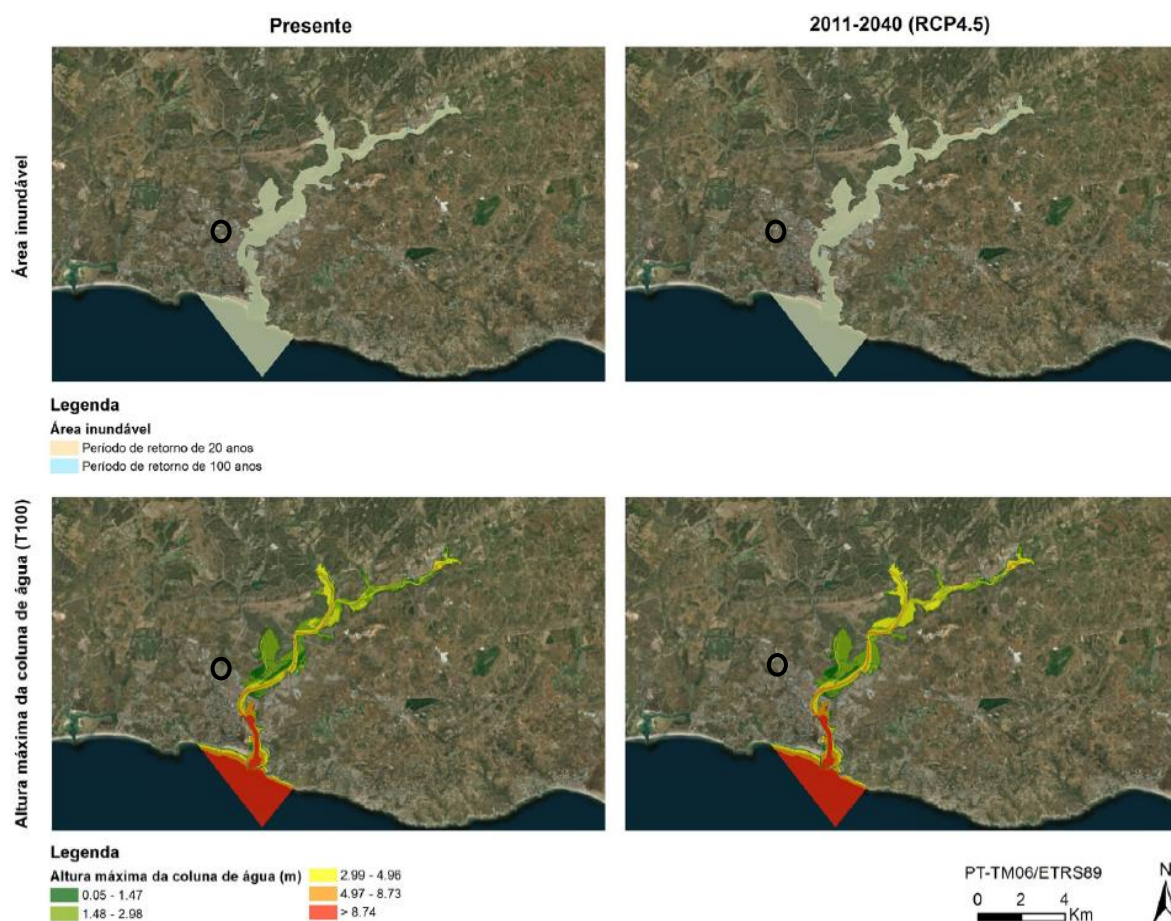 Presente
2011-2040 (RCP4.5)
Área inundável
Legenda
Área inundável
Período de retorno de 20 anos
Período de retorno de 100 anos
Altura máxima da coluna de água (T100)
Legenda
Altura máxima da coluna de água (m)
0.05 - 1.47
1.48 - 2.98
2.99 - 4.96
4.97 - 8.73
> 8.74
PT-TM06/ETRS89
0 2 4
Km
N